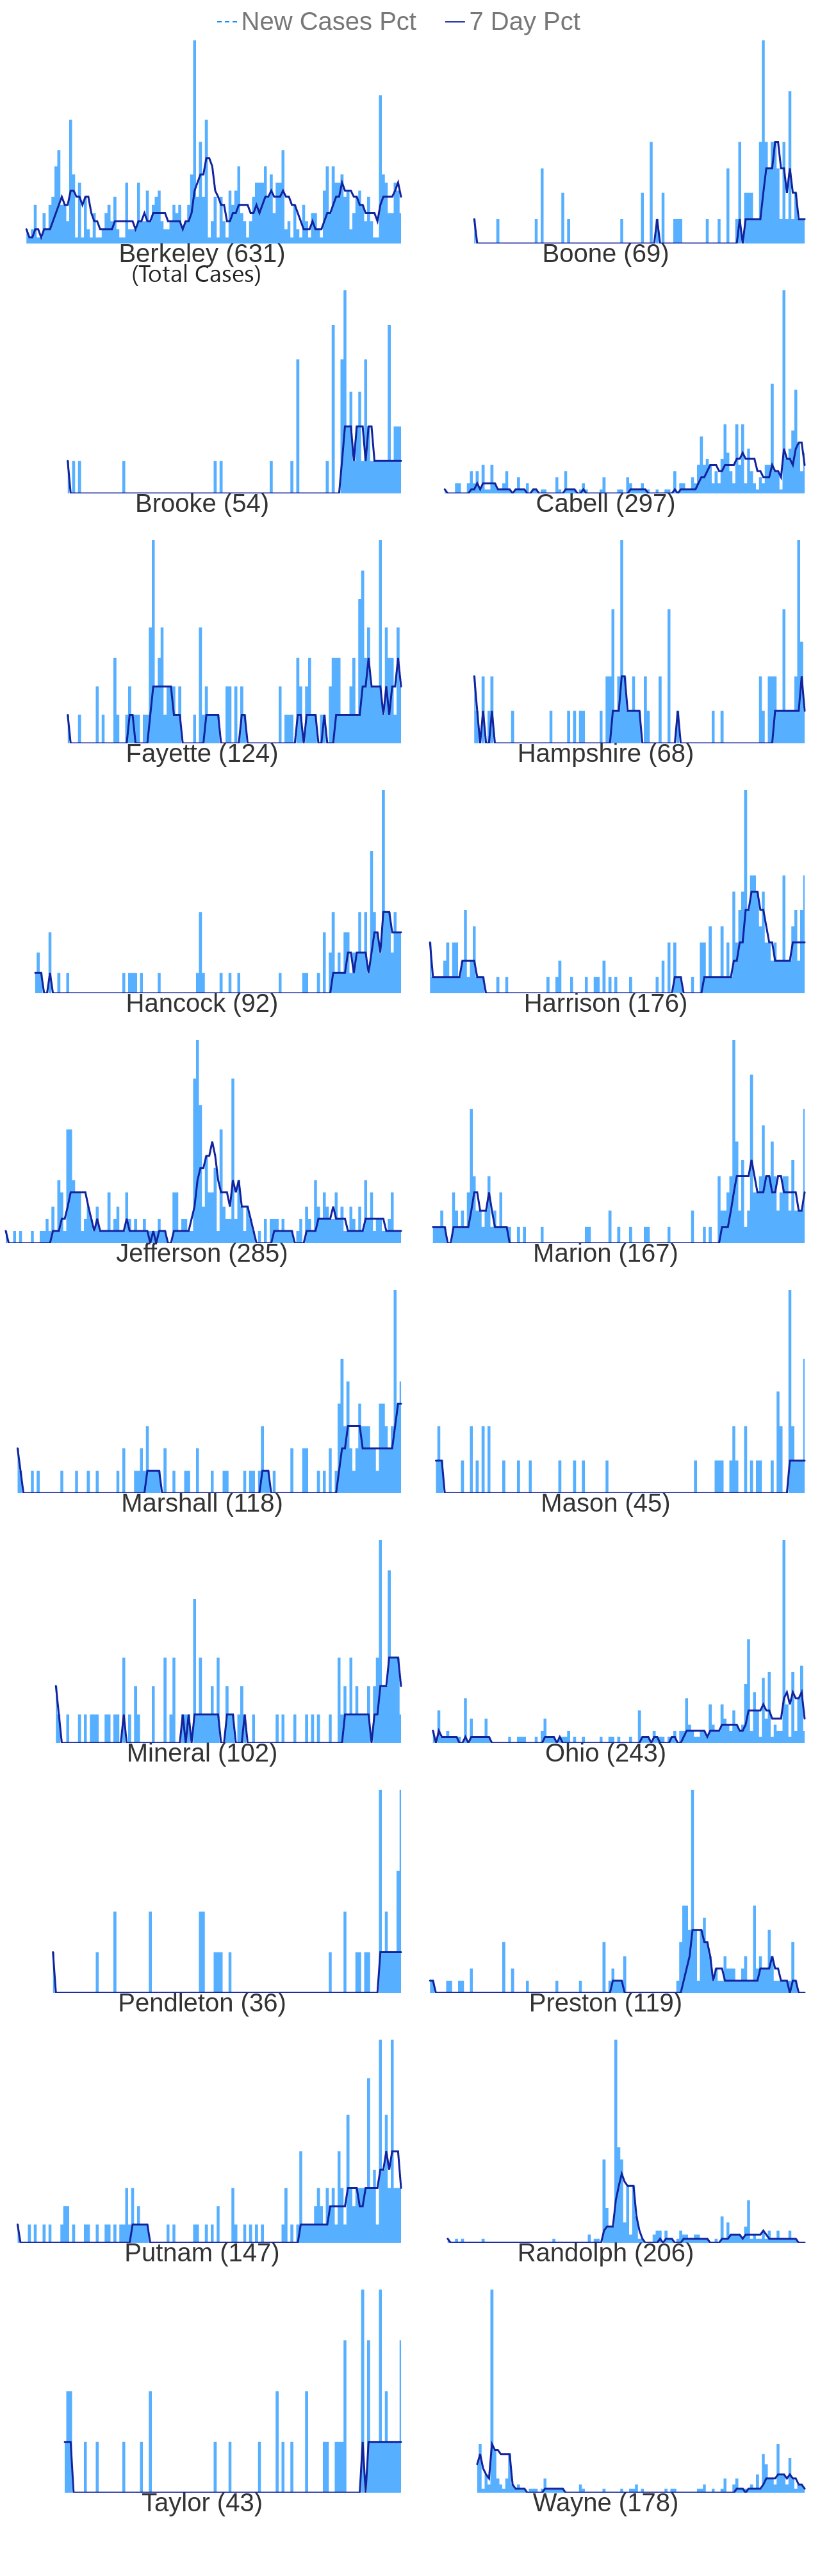 New Cases Pct 7 Day Pct
Berkeley (631) Boone (69)
(Total Cases)
Brooke (54) Cabell (297)
Fayette (124) Hampshire (68)
Hancock (92) Harrison (176)
Jefferson (285) Marion (167)
Marshall (118) Mason (45)
Mineral (102) Ohio (243)
Pendleton (36) Preston (119)
Putnam (147) Randolph (206)
Taylor (43) Wayne (178)